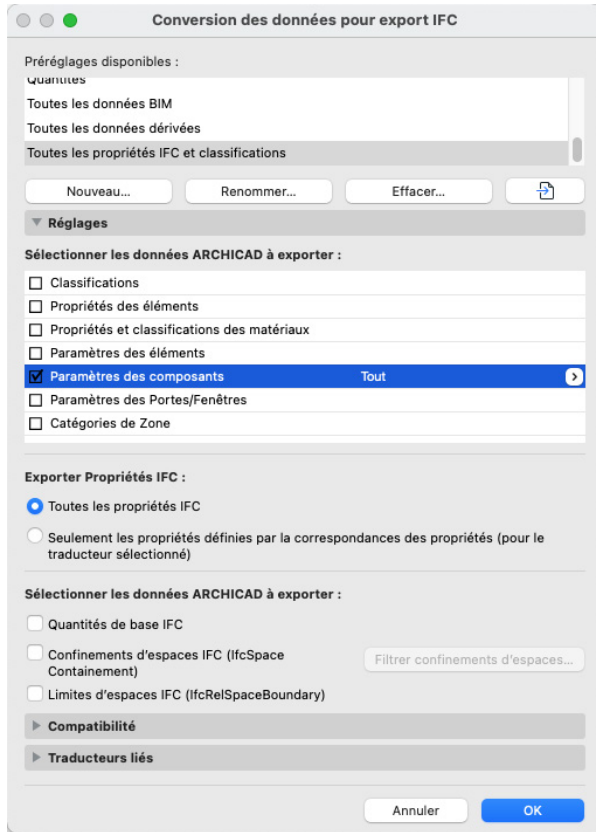 Conversion des données pour export IFC
Préréglages disponibles :
Quantités
Toutes les données BIM
Toutes les données dérivées
Toutes les propriétés IFC et classifications
Nouveau...
Renommer...
Effacer...
Réglages
Sélectionner les données ARCHICAD à exporter :
Classifications
Propriétés des éléments
Propriétés et classifications des matériaux
Paramètres des éléments
Paramètres des composants Tout
Paramètres des Portes/Fenêtres
Catégories de Zone
Exporter Propriétés IFC :
Toutes les propriétés IFC
Seulement les propriétés définies par la correspondances des propriétés (pour le
traducteur sélectionné)
Sélectionner les données ARCHICAD à exporter :
Quantités de base IFC
Confinements d'espaces IFC (IfcSpace
Containement)
Filtrer confinements d'espaces...
Limites d'espaces IFC (IfcRelSpaceBoundary)
Compatibilité
Traducteurs liés
Annuler
OK